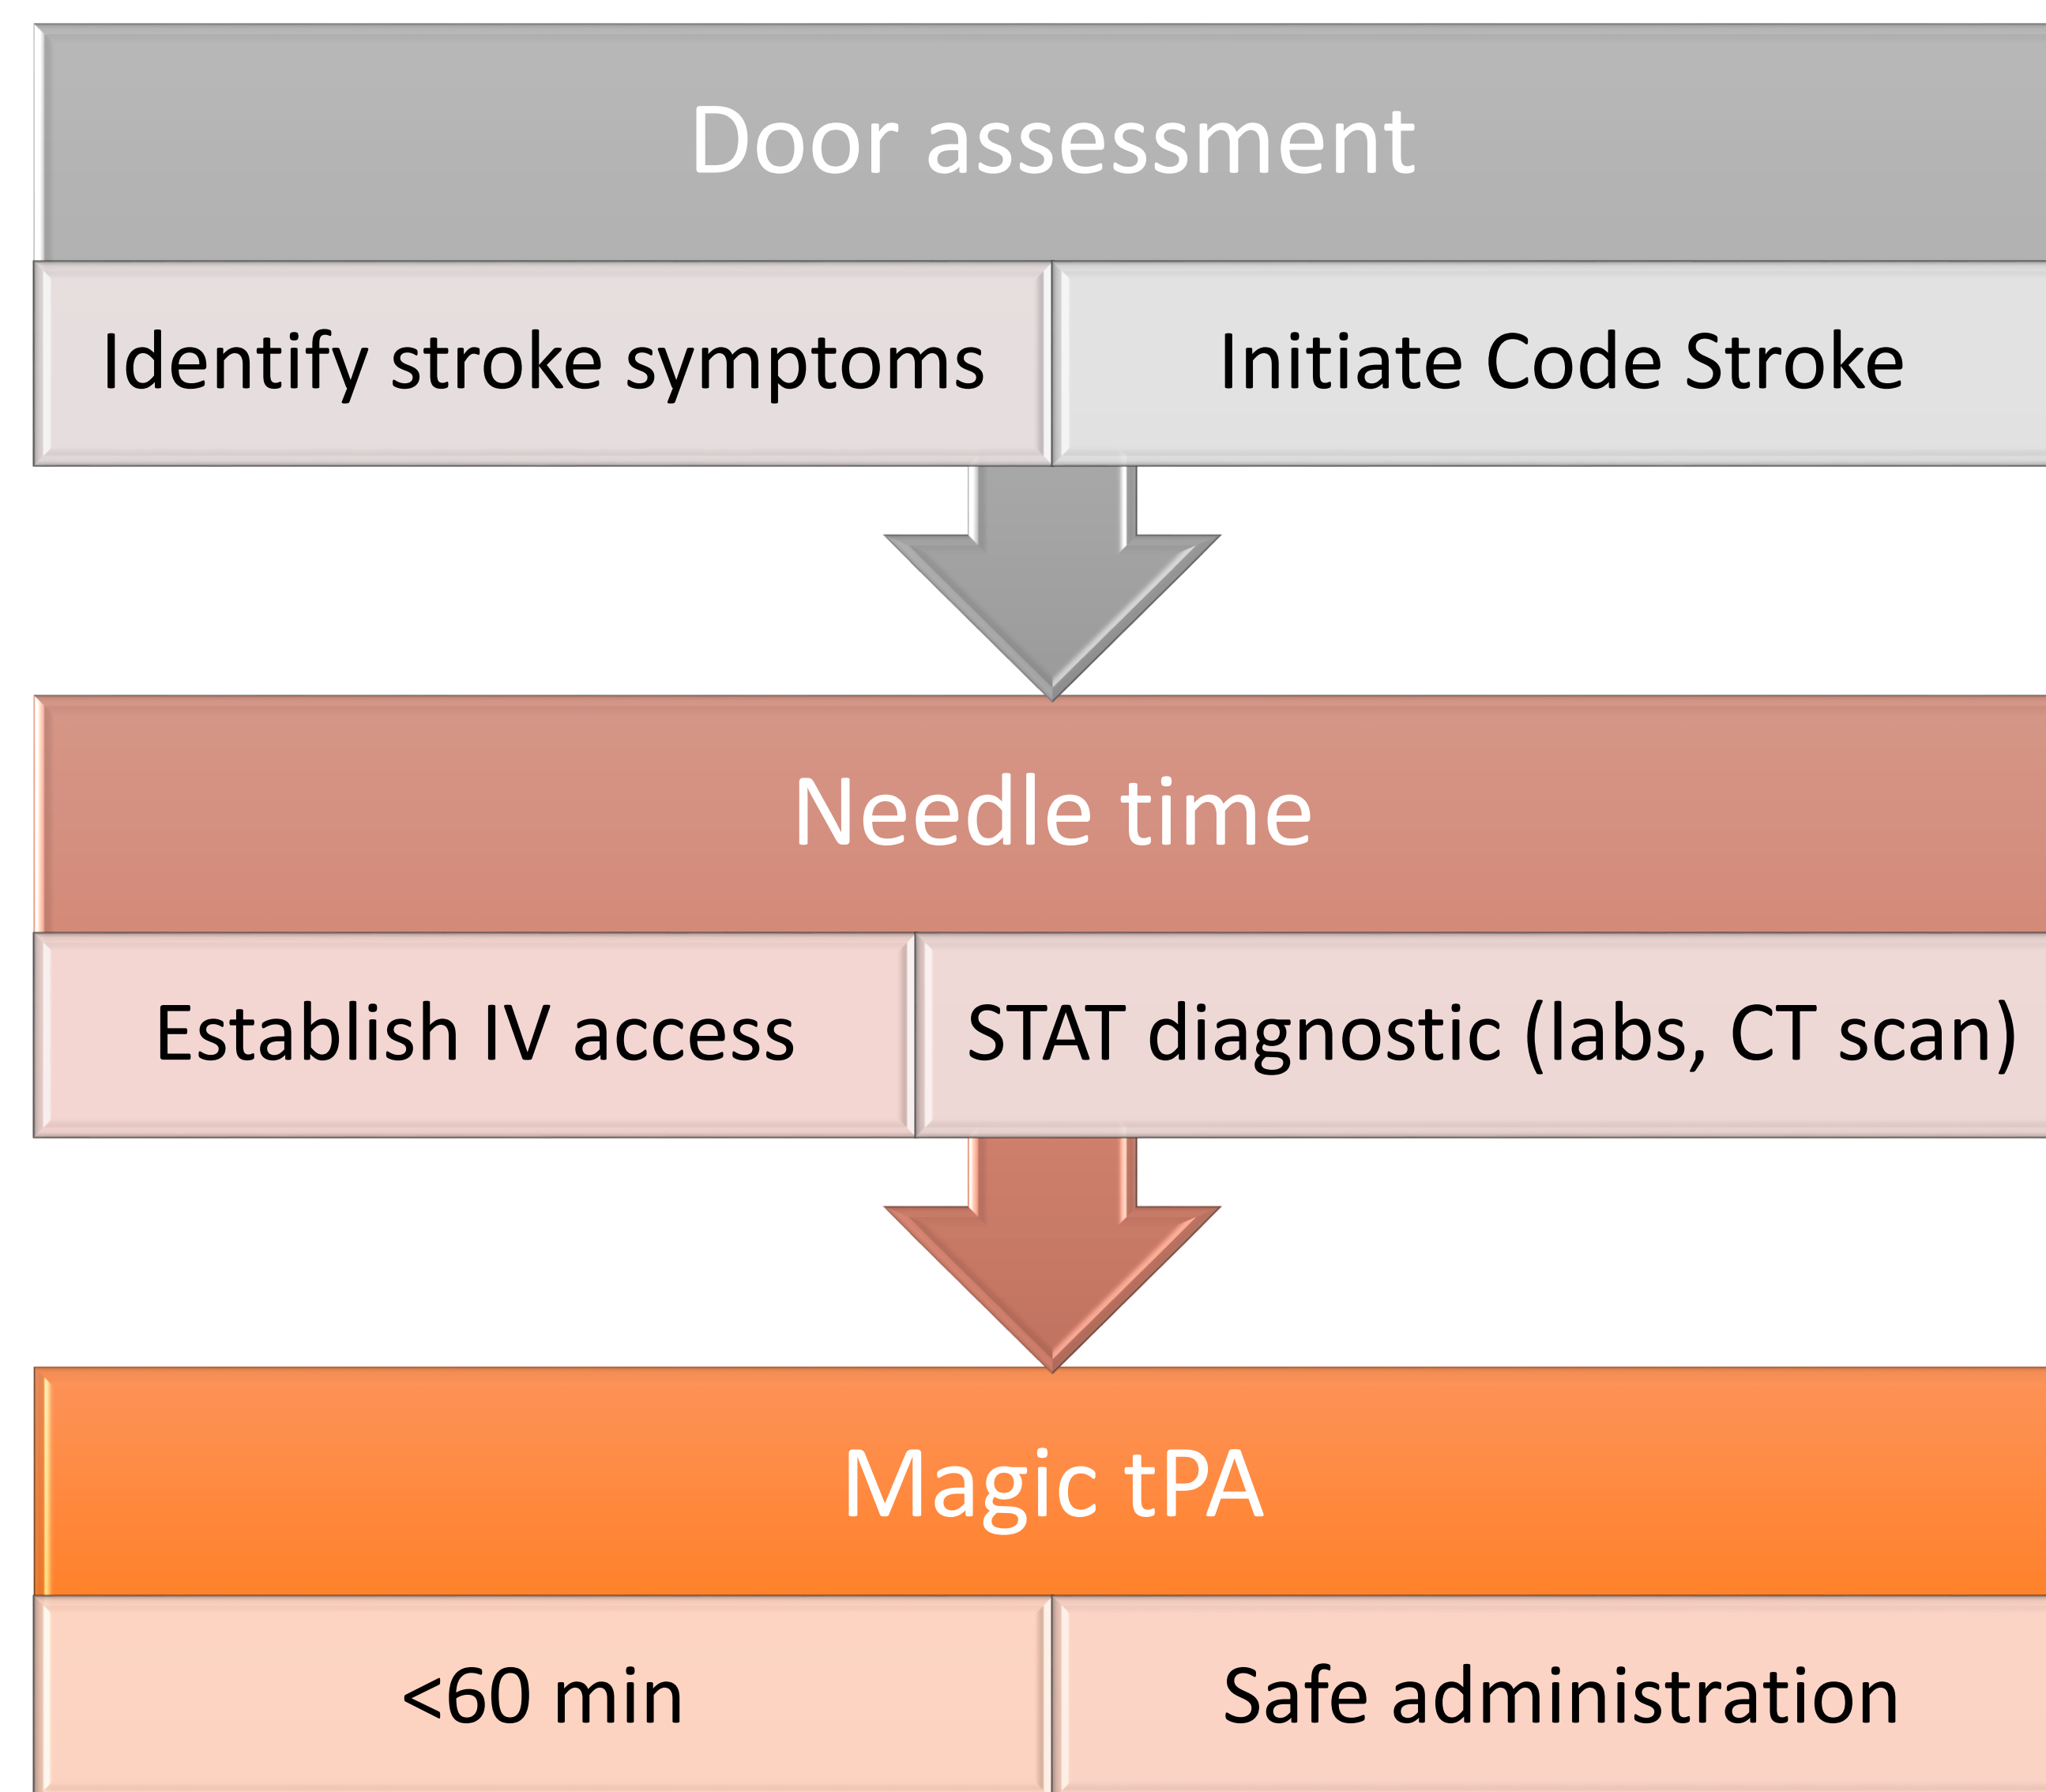 Door assessment
Identify stroke symptoms
Initiate Code Stroke
Needle time
Establish IV access
STAT diagnostic (labs, CT scan)
Magic tPA
<60 min
Safe administration